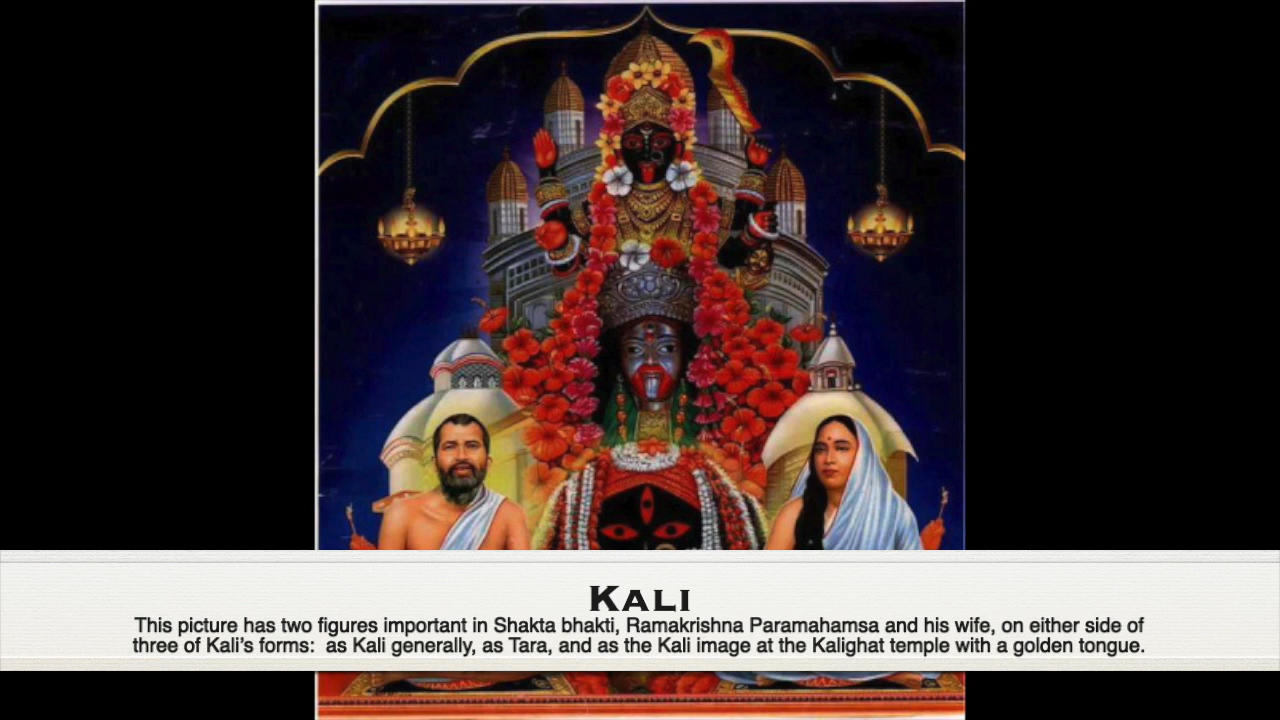 KALI
This picture has two figures important in Shakta bhakti, Ramakrishna Paramahamsa and his wife, on either side of
three of Kali's forms:  as Kali generally, as Tara, and as the Kali image at the Kalighat temple with a golden tongue.